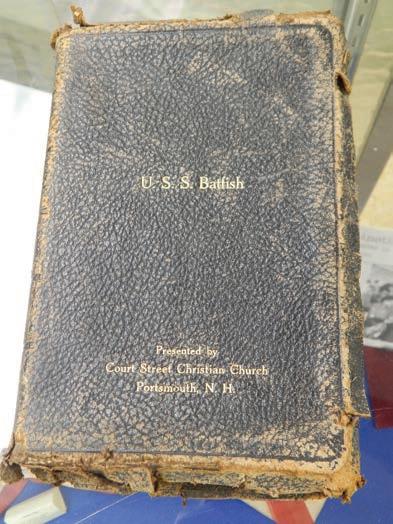 U. S. S. Batfish
Presented by
Court Street Christian Church
Portsmouth, N. H.